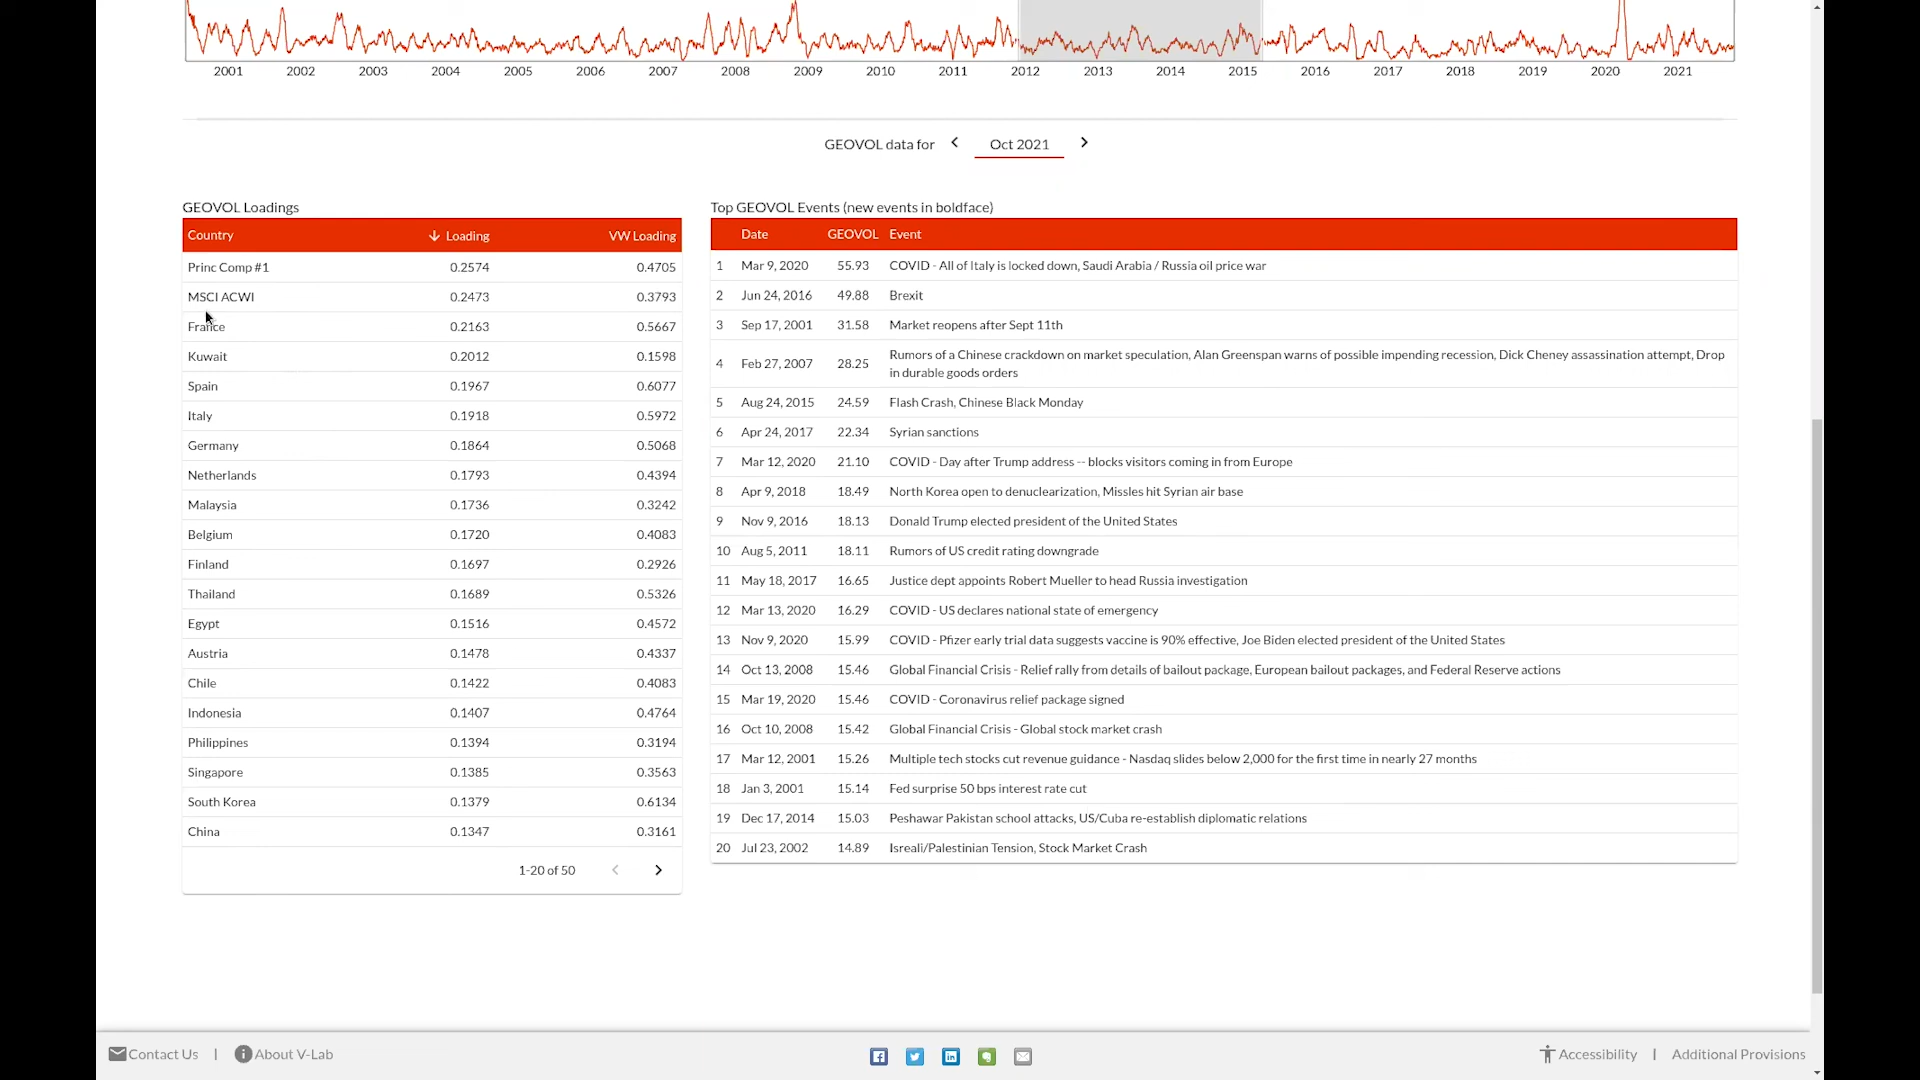 2001 2002 2003 2004 2005 2006 2007 2008 2009 2010 2011 2012 2013 2014 2015 2016 2017 2018 2019 2020 2021
GEOVOL data for Oct 2021
GEOVOL Loadings
Country Loading VW Loading
Princ Comp #1 0.2574 0.4705
MSCI ACWI 0.2473 0.3793
France 0.2163 0.5667
Kuwait 0.2012 0.1598
Spain 0.1967 0.6077
Italy 0.1918 0.5972
Germany 0.1864 0.5068
Netherlands 0.1793 0.4394
Malaysia 0.1736 0.3242
Belgium 0.1720 0.4083
Finland 0.1697 0.2926
Thailand 0.1689 0.5326
Egypt 0.1516 0.4572
Austria 0.1478 0.4337
Chile 0.1422 0.4083
Indonesia 0.1407 0.4764
Philippines 0.1394 0.3194
Singapore 0.1385 0.3563
South Korea 0.1379 0.6134
China 0.1347 0.3161
1-20 of 50
Top GEOVOL Events (new events in boldface)
Date GEOVOL Event
1 Mar 9, 2020 55.93 COVID - All of Italy is locked down, Saudi Arabia / Russia oil price war
2 Jun 24, 2016 49.88 Brexit
3 Sep 17, 2001 31.58 Market reopens after Sept 11th
4 Feb 27, 2007 28.25 Rumors of a Chinese crackdown on market speculation, Alan Greenspan warns of possible impending recession, Dick Cheney assassination attempt, Drop
in durable goods orders
5 Aug 24, 2015 24.59 Flash Crash, Chinese Black Monday
6 Apr 24, 2017 22.34 Syrian sanctions
7 Mar 12, 2020 21.10 COVID - Day after Trump address -- blocks visitors coming in from Europe
8 Apr 9, 2018 18.49 North Korea open to denuclearization, Missles hit Syrian air base
9 Nov 9, 2016 18.13 Donald Trump elected president of the United States
10 Aug 5, 2011 18.11 Rumors of US credit rating downgrade
11 May 18, 2017 16.65 Justice dept appoints Robert Mueller to head Russia investigation
12 Mar 13, 2020 16.29 COVID - US declares national state of emergency
13 Nov 9, 2020 15.99 COVID - Pfizer early trial data suggests vaccine is 90% effective, Joe Biden elected president of the United States
14 Oct 13, 2008 15.46 Global Financial Crisis - Relief rally from details of bailout package, European bailout packages, and Federal Reserve actions
15 Mar 19, 2020 15.46 COVID - Coronavirus relief package signed
16 Oct 10, 2008 15.42 Global Financial Crisis - Global stock market crash
17 Mar 12, 2001 15.26 Multiple tech stocks cut revenue guidance - Nasdaq slides below 2,000 for the first time in nearly 27 months
18 Jan 3, 2001 15.14 Fed surprise 50 bps interest rate cut
19 Dec 17, 2014 15.03 Peshawar Pakistan school attacks, US/Cuba re-establish diplomatic relations
20 Jul 23, 2002 14.89 Isreali/Palestinian Tension, Stock Market Crash
Contact Us | About V-Lab
Accessibility | Additional Provisions